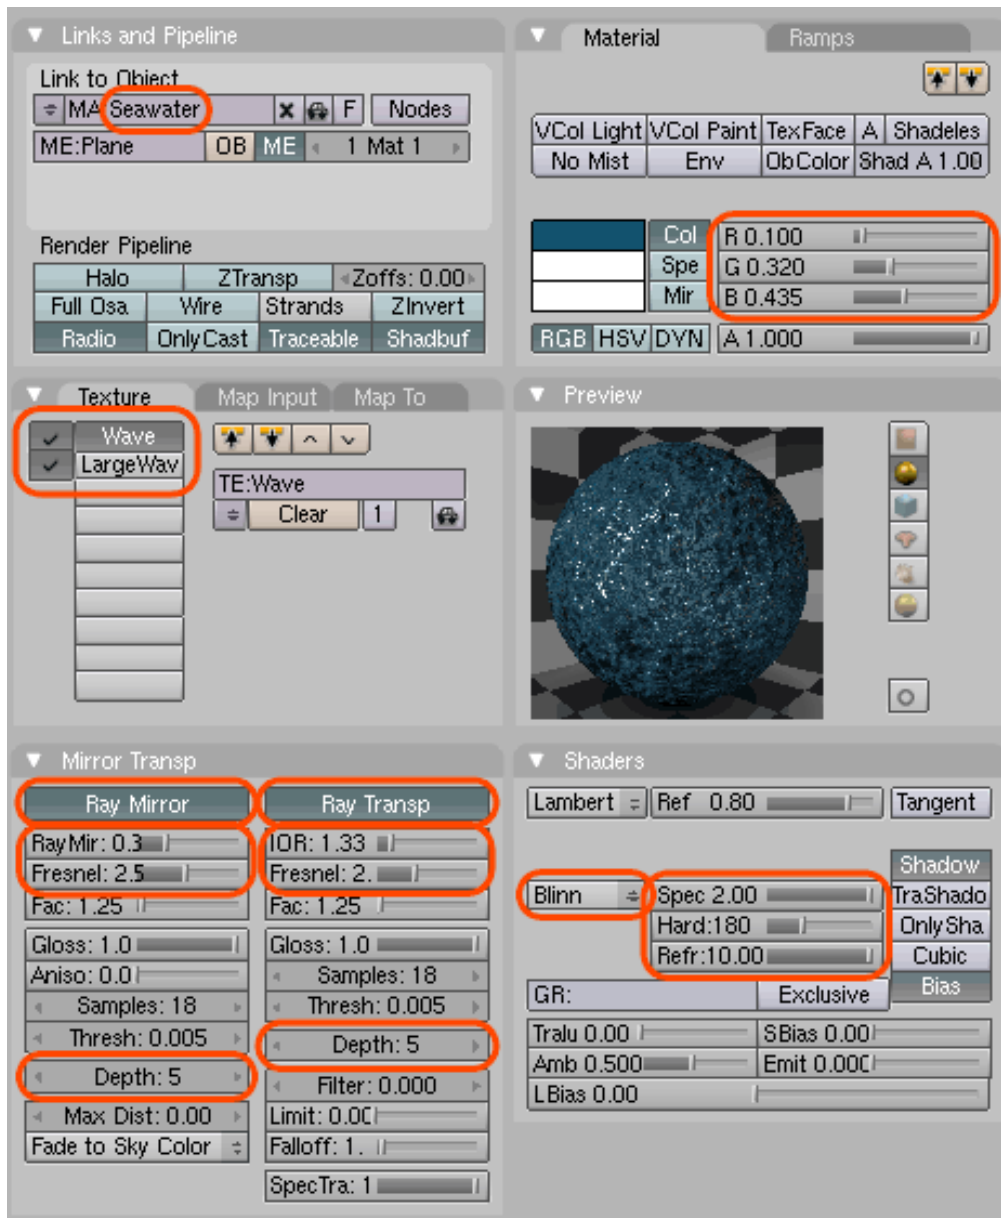 Links and Pipeline
Link to Object
MA:Seawater F Nodes
ME:Plane OB ME 1 Mat 1
Render Pipeline
Halo ZTransp Zoffs: 0.00
Full Osa Wire Strands ZInvert
Radio OnlyCast Traceable Shadbuf
Material Ramps
VCol Light VCol Paint TexFace A Shadeles
No Mist Env ObColor Shad A 1.00
Col R 0.100
Spe G 0.320
Mir B 0.435
RGB HSV DYN A 1.000
Texture Map Input Map To
Wave
LargeWav
TE:Wave
Clear 1
Preview
Mirror Transp
Ray Mirror
RayMir: 0.3
Fresnel: 2.5
Fac: 1.25
Gloss: 1.0
Aniso: 0.0
Samples: 18
Thresh: 0.005
Depth: 5
Max Dist: 0.00
Fade to Sky Color
Ray Transp
IOR: 1.33
Fresnel: 2.
Fac: 1.25
Gloss: 1.0
Samples: 18
Thresh: 0.005
Depth: 5
Filter: 0.000
Limit: 0.00
Falloff: 1.
SpecTra: 1
Shaders
Lambert Ref 0.80 Tangent
Blinn Spec 2.00
Hard:180
Refr:10.00
Shadow
TraShado
OnlySha
Cubic
Bias
GR: Exclusive
Tralu 0.00 SBias 0.00
Amb 0.500 Emit 0.000
LBias 0.00